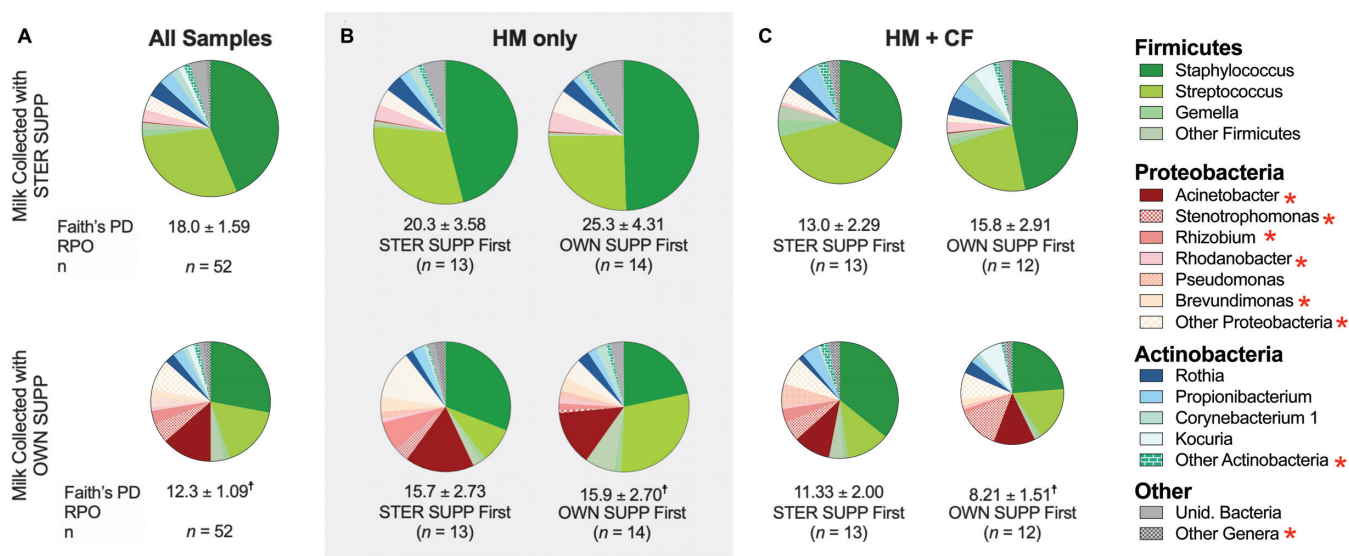 A
All Samples
B
HM only
C
HM + CF
Milk Collected with
STER SUPP
Faith's PD
RPO
n
18.0 ± 1.59
n = 52
20.3 ± 3.58
STER SUPP First
(n = 13)
25.3 ± 4.31
OWN SUPP First
(n = 14)
13.0 ± 2.29
STER SUPP First
(n = 13)
15.8 ± 2.91
OWN SUPP First
(n = 12)
Milk Collected with
OWN SUPP
Faith's PD
RPO
n
12.3 ± 1.09†
n = 52
15.7 ± 2.73
STER SUPP First
(n = 13)
15.9 ± 2.70†
OWN SUPP First
(n = 14)
11.33 ± 2.00
STER SUPP First
(n = 13)
8.21 ± 1.51†
OWN SUPP First
(n = 12)
Firmicutes
Staphylococcus
Streptococcus
Gemella
Other Firmicutes
Proteobacteria
Acinetobacter *
Stenotrophomonas *
Rhizobium *
Rhodanobacter *
Pseudomonas
Brevundimonas *
Other Proteobacteria *
Actinobacteria
Rothia
Propionibacterium
Corynebacterium 1
Kocuria
Other Actinobacteria *
Other
Unid. Bacteria
Other Genera *